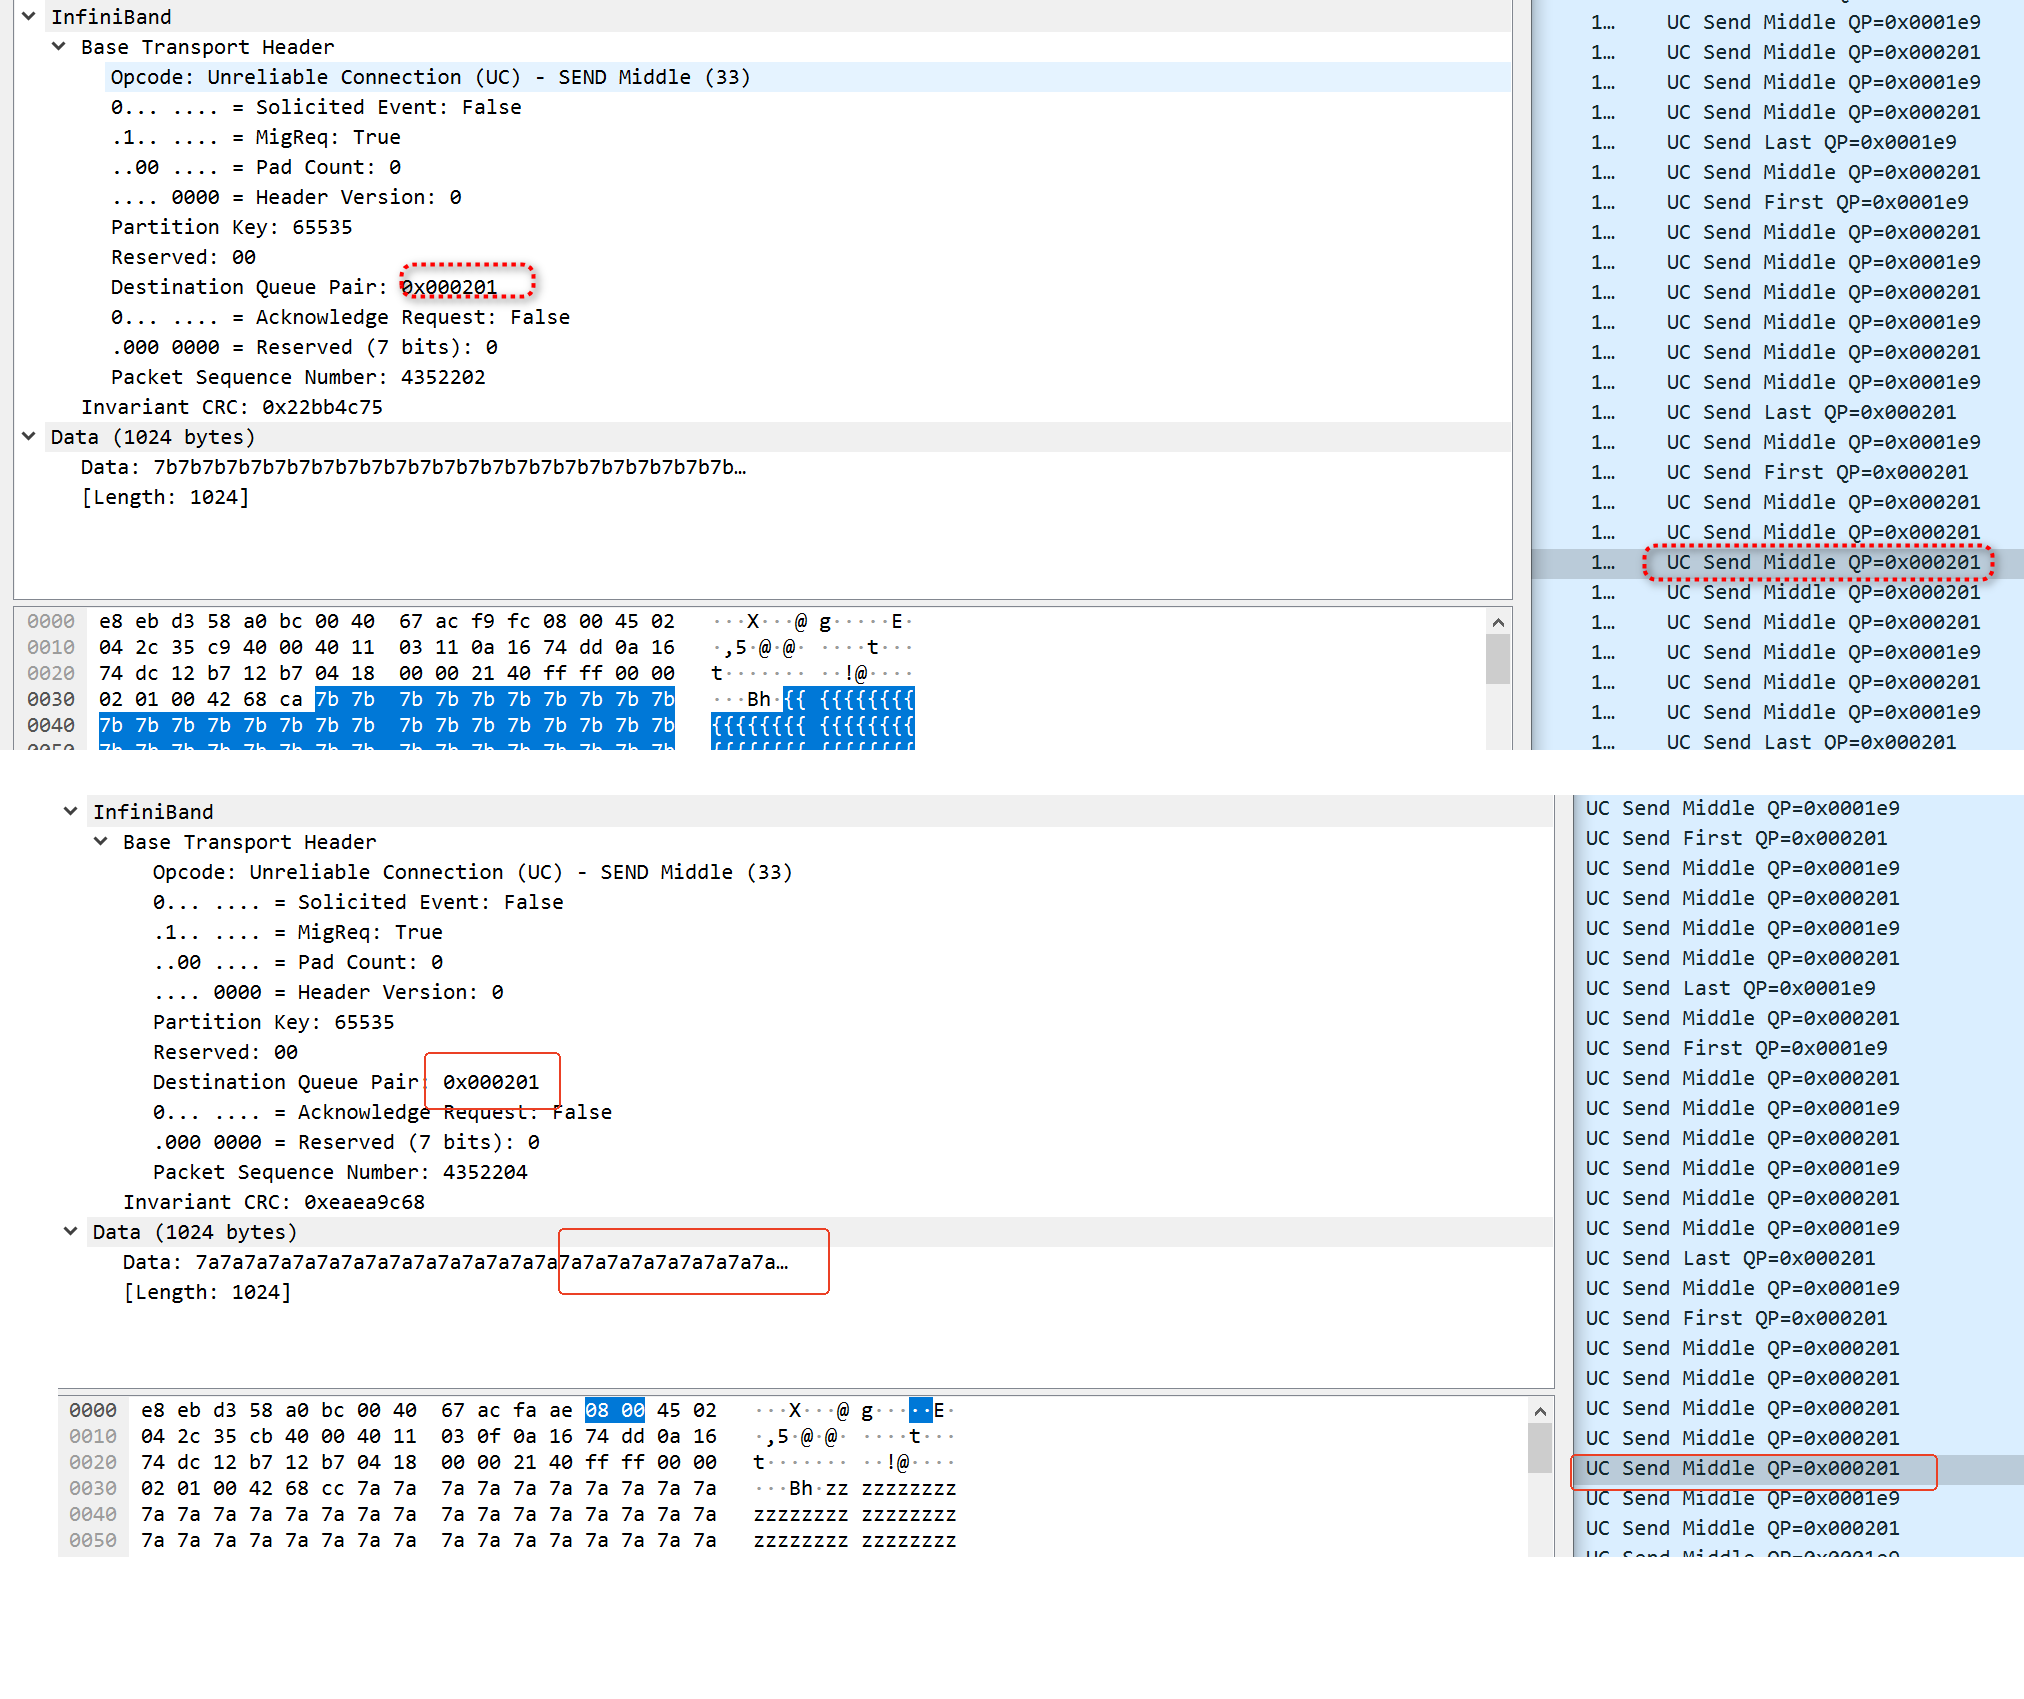 InfiniBand
Base Transport Header
Opcode: Unreliable Connection (UC) - SEND Middle (33)
0... .... = Solicited Event: False
.1.. .... = MigReq: True
..00 .... = Pad Count: 0
.... 0000 = Header Version: 0
Partition Key: 65535
Reserved: 00
Destination Queue Pair: 0x000201
0... .... = Acknowledge Request: False
.000 0000 = Reserved (7 bits): 0
Packet Sequence Number: 4352202
Invariant CRC: 0x22bb4c75
Data (1024 bytes)
Data: 7b7b7b7b7b7b7b7b7b7b7b7b7b7b7b7b7b7b7b7b7b7b7b7b…
[Length: 1024]
0000 e8 eb d3 58 a0 bc 00 40 67 ac f9 fc 08 00 45 02 ···X···@ g·····E·
0010 04 2c 35 c9 40 00 40 11 03 11 0a 16 74 dd 0a 16 ·,5·@·@· ····t···
0020 74 dc 12 b7 12 b7 04 18 00 00 21 40 ff ff 00 00 t······· ··!@····
0030 02 01 00 42 68 ca 7b 7b 7b 7b 7b 7b 7b 7b 7b 7b ···Bh·{{ {{{{{{{{
0040 7b 7b 7b 7b 7b 7b 7b 7b 7b 7b 7b 7b 7b 7b 7b 7b {{{{{{{{ {{{{{{{{
0050 7b 7b 7b 7b 7b 7b 7b 7b 7b 7b 7b 7b 7b 7b 7b 7b {{{{{{{{ {{{{{{{{
1… UC Send Middle QP=0x0001e9
1… UC Send Middle QP=0x000201
1… UC Send Middle QP=0x0001e9
1… UC Send Middle QP=0x000201
1… UC Send Last QP=0x0001e9
1… UC Send Middle QP=0x000201
1… UC Send First QP=0x0001e9
1… UC Send Middle QP=0x000201
1… UC Send Middle QP=0x0001e9
1… UC Send Middle QP=0x000201
1… UC Send Middle QP=0x0001e9
1… UC Send Middle QP=0x000201
1… UC Send Middle QP=0x0001e9
1… UC Send Last QP=0x000201
1… UC Send Middle QP=0x0001e9
1… UC Send First QP=0x000201
1… UC Send Middle QP=0x000201
1… UC Send Middle QP=0x000201
1… UC Send Middle QP=0x000201
1… UC Send Middle QP=0x000201
1… UC Send Middle QP=0x000201
1… UC Send Middle QP=0x0001e9
1… UC Send Middle QP=0x000201
1… UC Send Middle QP=0x0001e9
1… UC Send Last QP=0x000201
InfiniBand
Base Transport Header
Opcode: Unreliable Connection (UC) - SEND Middle (33)
0... .... = Solicited Event: False
.1.. .... = MigReq: True
..00 .... = Pad Count: 0
.... 0000 = Header Version: 0
Partition Key: 65535
Reserved: 00
Destination Queue Pair: 0x000201
0... .... = Acknowledge Request: False
.000 0000 = Reserved (7 bits): 0
Packet Sequence Number: 4352204
Invariant CRC: 0xeaea9c68
Data (1024 bytes)
Data: 7a7a7a7a7a7a7a7a7a7a7a7a7a7a7a7a7a7a7a7a7a7a7a7a…
[Length: 1024]
0000 e8 eb d3 58 a0 bc 00 40 67 ac fa ae 08 00 45 02 ···X···@ g·····E·
0010 04 2c 35 cb 40 00 40 11 03 0f 0a 16 74 dd 0a 16 ·,5·@·@· ····t···
0020 74 dc 12 b7 12 b7 04 18 00 00 21 40 ff ff 00 00 t······· ··!@····
0030 02 01 00 42 68 cc 7a 7a 7a 7a 7a 7a 7a 7a 7a 7a ···Bh·zz zzzzzzzz
0040 7a 7a 7a 7a 7a 7a 7a 7a 7a 7a 7a 7a 7a 7a 7a 7a zzzzzzzz zzzzzzzz
0050 7a 7a 7a 7a 7a 7a 7a 7a 7a 7a 7a 7a 7a 7a 7a 7a zzzzzzzz zzzzzzzz
UC Send Middle QP=0x0001e9
UC Send First QP=0x000201
UC Send Middle QP=0x0001e9
UC Send Middle QP=0x000201
UC Send Middle QP=0x0001e9
UC Send Middle QP=0x000201
UC Send Last QP=0x0001e9
UC Send Middle QP=0x000201
UC Send First QP=0x0001e9
UC Send Middle QP=0x000201
UC Send Middle QP=0x0001e9
UC Send Middle QP=0x000201
UC Send Middle QP=0x0001e9
UC Send Middle QP=0x000201
UC Send Middle QP=0x0001e9
UC Send Last QP=0x000201
UC Send Middle QP=0x0001e9
UC Send First QP=0x000201
UC Send Middle QP=0x000201
UC Send Middle QP=0x000201
UC Send Middle QP=0x000201
UC Send Middle QP=0x000201
UC Send Middle QP=0x000201
UC Send Middle QP=0x0001e9
UC Send Middle QP=0x000201
UC Send Middle QP=0x0001e9